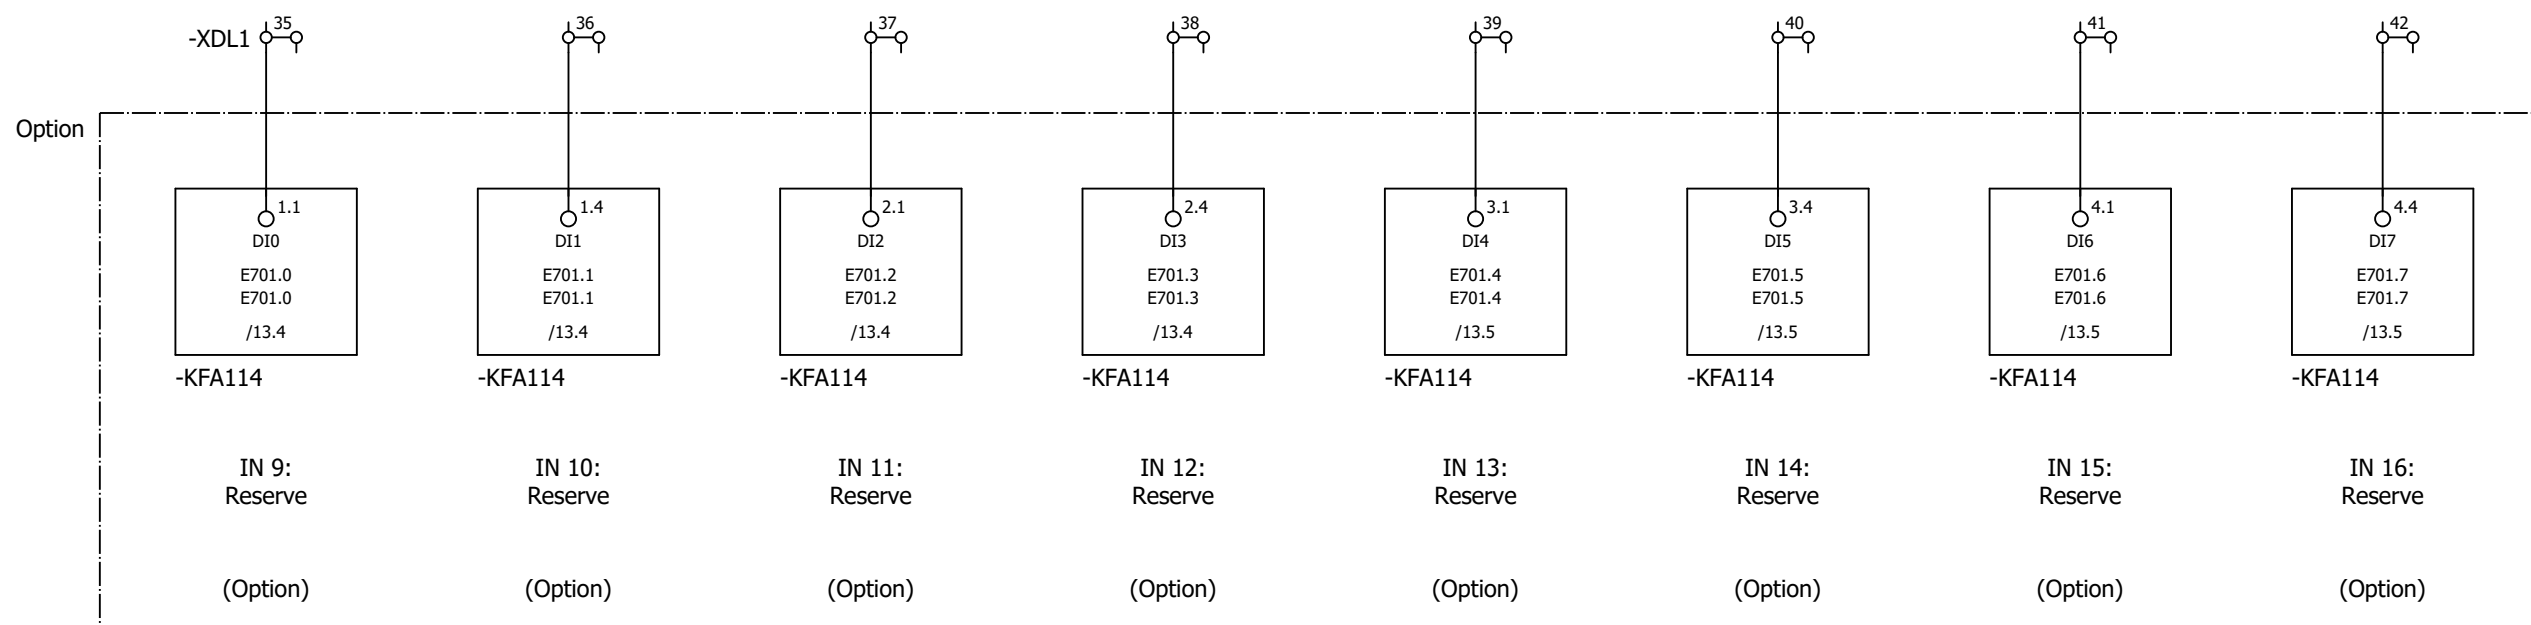 -XDL1 35 36 37 38 39 40 41 42
Option
1.1 1.4 2.1 2.4 3.1 3.4 4.1 4.4
DI0 DI1 DI2 DI3 DI4 DI5 DI6 DI7
E701.0 E701.1 E701.2 E701.3 E701.4 E701.5 E701.6 E701.7
E701.0 E701.1 E701.2 E701.3 E701.4 E701.5 E701.6 E701.7
/13.4 /13.4 /13.4 /13.4 /13.5 /13.5 /13.5 /13.5
-KFA114 -KFA114 -KFA114 -KFA114 -KFA114 -KFA114 -KFA114 -KFA114
IN 9: IN 10: IN 11: IN 12: IN 13: IN 14: IN 15: IN 16:
Reserve Reserve Reserve Reserve Reserve Reserve Reserve Reserve
(Option) (Option) (Option) (Option) (Option) (Option) (Option) (Option)